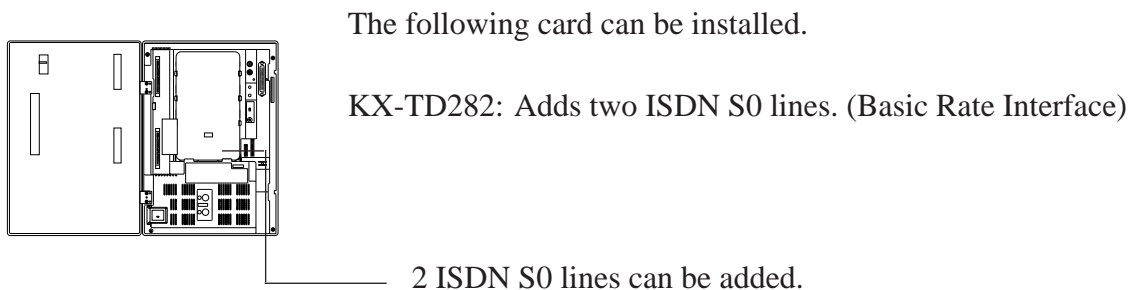 The following card can be installed.
KX-TD282: Adds two ISDN S0 lines. (Basic Rate Interface)
2 ISDN S0 lines can be added.